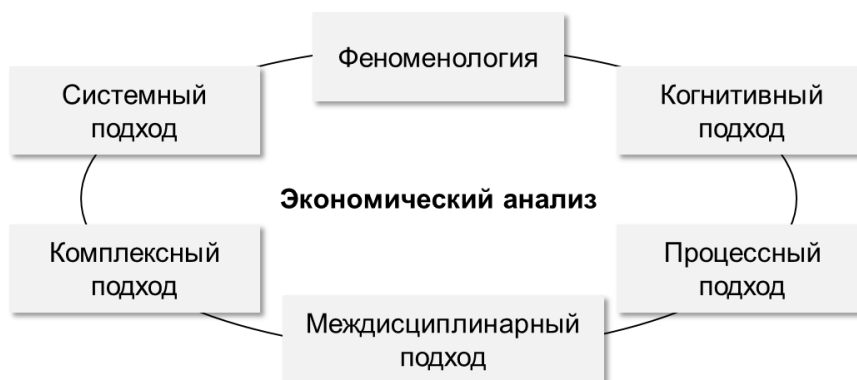 Феноменология
Системный
подход
Когнитивный
подход
Экономический анализ
Комплексный
подход
Процессный
подход
Междисциплинарный
подход